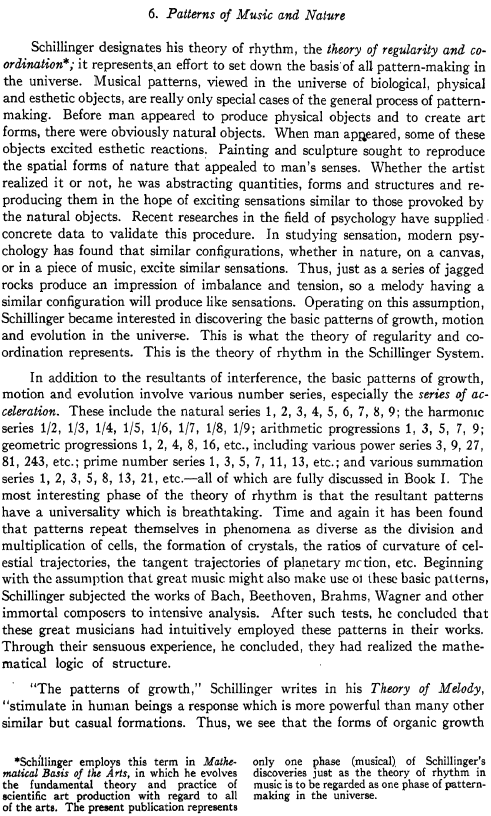 6. Patterns of Music and Nature
Schillinger designates his theory of rhythm, the theory of regularity and co-
ordination*; it represents an effort to set down the basis of all pattern-making in
the universe. Musical patterns, viewed in the universe of biological, physical
and esthetic objects, are really only special cases of the general process of pattern-
making. Before man appeared to produce physical objects and to create art
forms, there were obviously natural objects. When man appeared, some of these
objects excited esthetic reactions. Painting and sculpture sought to reproduce
the spatial forms of nature that appealed to man's senses. Whether the artist
realized it or not, he was abstracting quantities, forms and structures and re-
producing them in the hope of exciting sensations similar to those provoked by
the natural objects. Recent researches in the field of psychology have supplied
concrete data to validate this procedure. In studying sensation, modern psy-
chology has found that similar configurations, whether in nature, on a canvas,
or in a piece of music, excite similar sensations. Thus, just as a series of jagged
rocks produce an impression of imbalance and tension, so a melody having a
similar configuration will produce like sensations. Operating on this assumption,
Schillinger became interested in discovering the basic patterns of growth, motion
and evolution in the universe. This is what the theory of regularity and co-
ordination represents. This is the theory of rhythm in the Schillinger System.
In addition to the resultants of interference, the basic patterns of growth,
motion and evolution involve various number series, especially the series of ac-
celeration. These include the natural series 1, 2, 3, 4, 5, 6, 7, 8, 9; the harmonic
series 1/2, 1/3, 1/4, 1/5, 1/6, 1/7, 1/8, 1/9; arithmetic progressions 1, 3, 5, 7, 9;
geometric progressions 1, 2, 4, 8, 16, etc., including various power series 3, 9, 27,
81, 243, etc.; prime number series 1, 3, 5, 7, 11, 13, etc.; and various summation
series 1, 2, 3, 5, 8, 13, 21, etc.—all of which are fully discussed in Book I. The
most interesting phase of the theory of rhythm is that the resultant patterns
have a universality which is breathtaking. Time and again it has been found
that patterns repeat themselves in phenomena as diverse as the division and
multiplication of cells, the formation of crystals, the ratios of curvature of cel-
estial trajectories, the tangent trajectories of planetary motion, etc. Beginning
with the assumption that great music might also make use of these basic patterns,
Schillinger subjected the works of Bach, Beethoven, Brahms, Wagner and other
immortal composers to intensive analysis. After such tests, he concluded that
these great musicians had intuitively employed these patterns in their works.
Through their sensuous experience, he concluded, they had realized the mathe-
matical logic of structure.
"The patterns of growth," Schillinger writes in his Theory of Melody,
"stimulate in human beings a response which is more powerful than many other
similar but casual formations. Thus, we see that the forms of organic growth
*Schillinger employs this term in Mathe-
matical Basis of the Arts, in which he evolves
the fundamental theory and practice of
scientific art production with regard to all
of the arts. The present publication represents
only one phase (musical) of Schillinger's
discoveries just as the theory of rhythm in
music is to be regarded as one phase of pattern-
making in the universe.